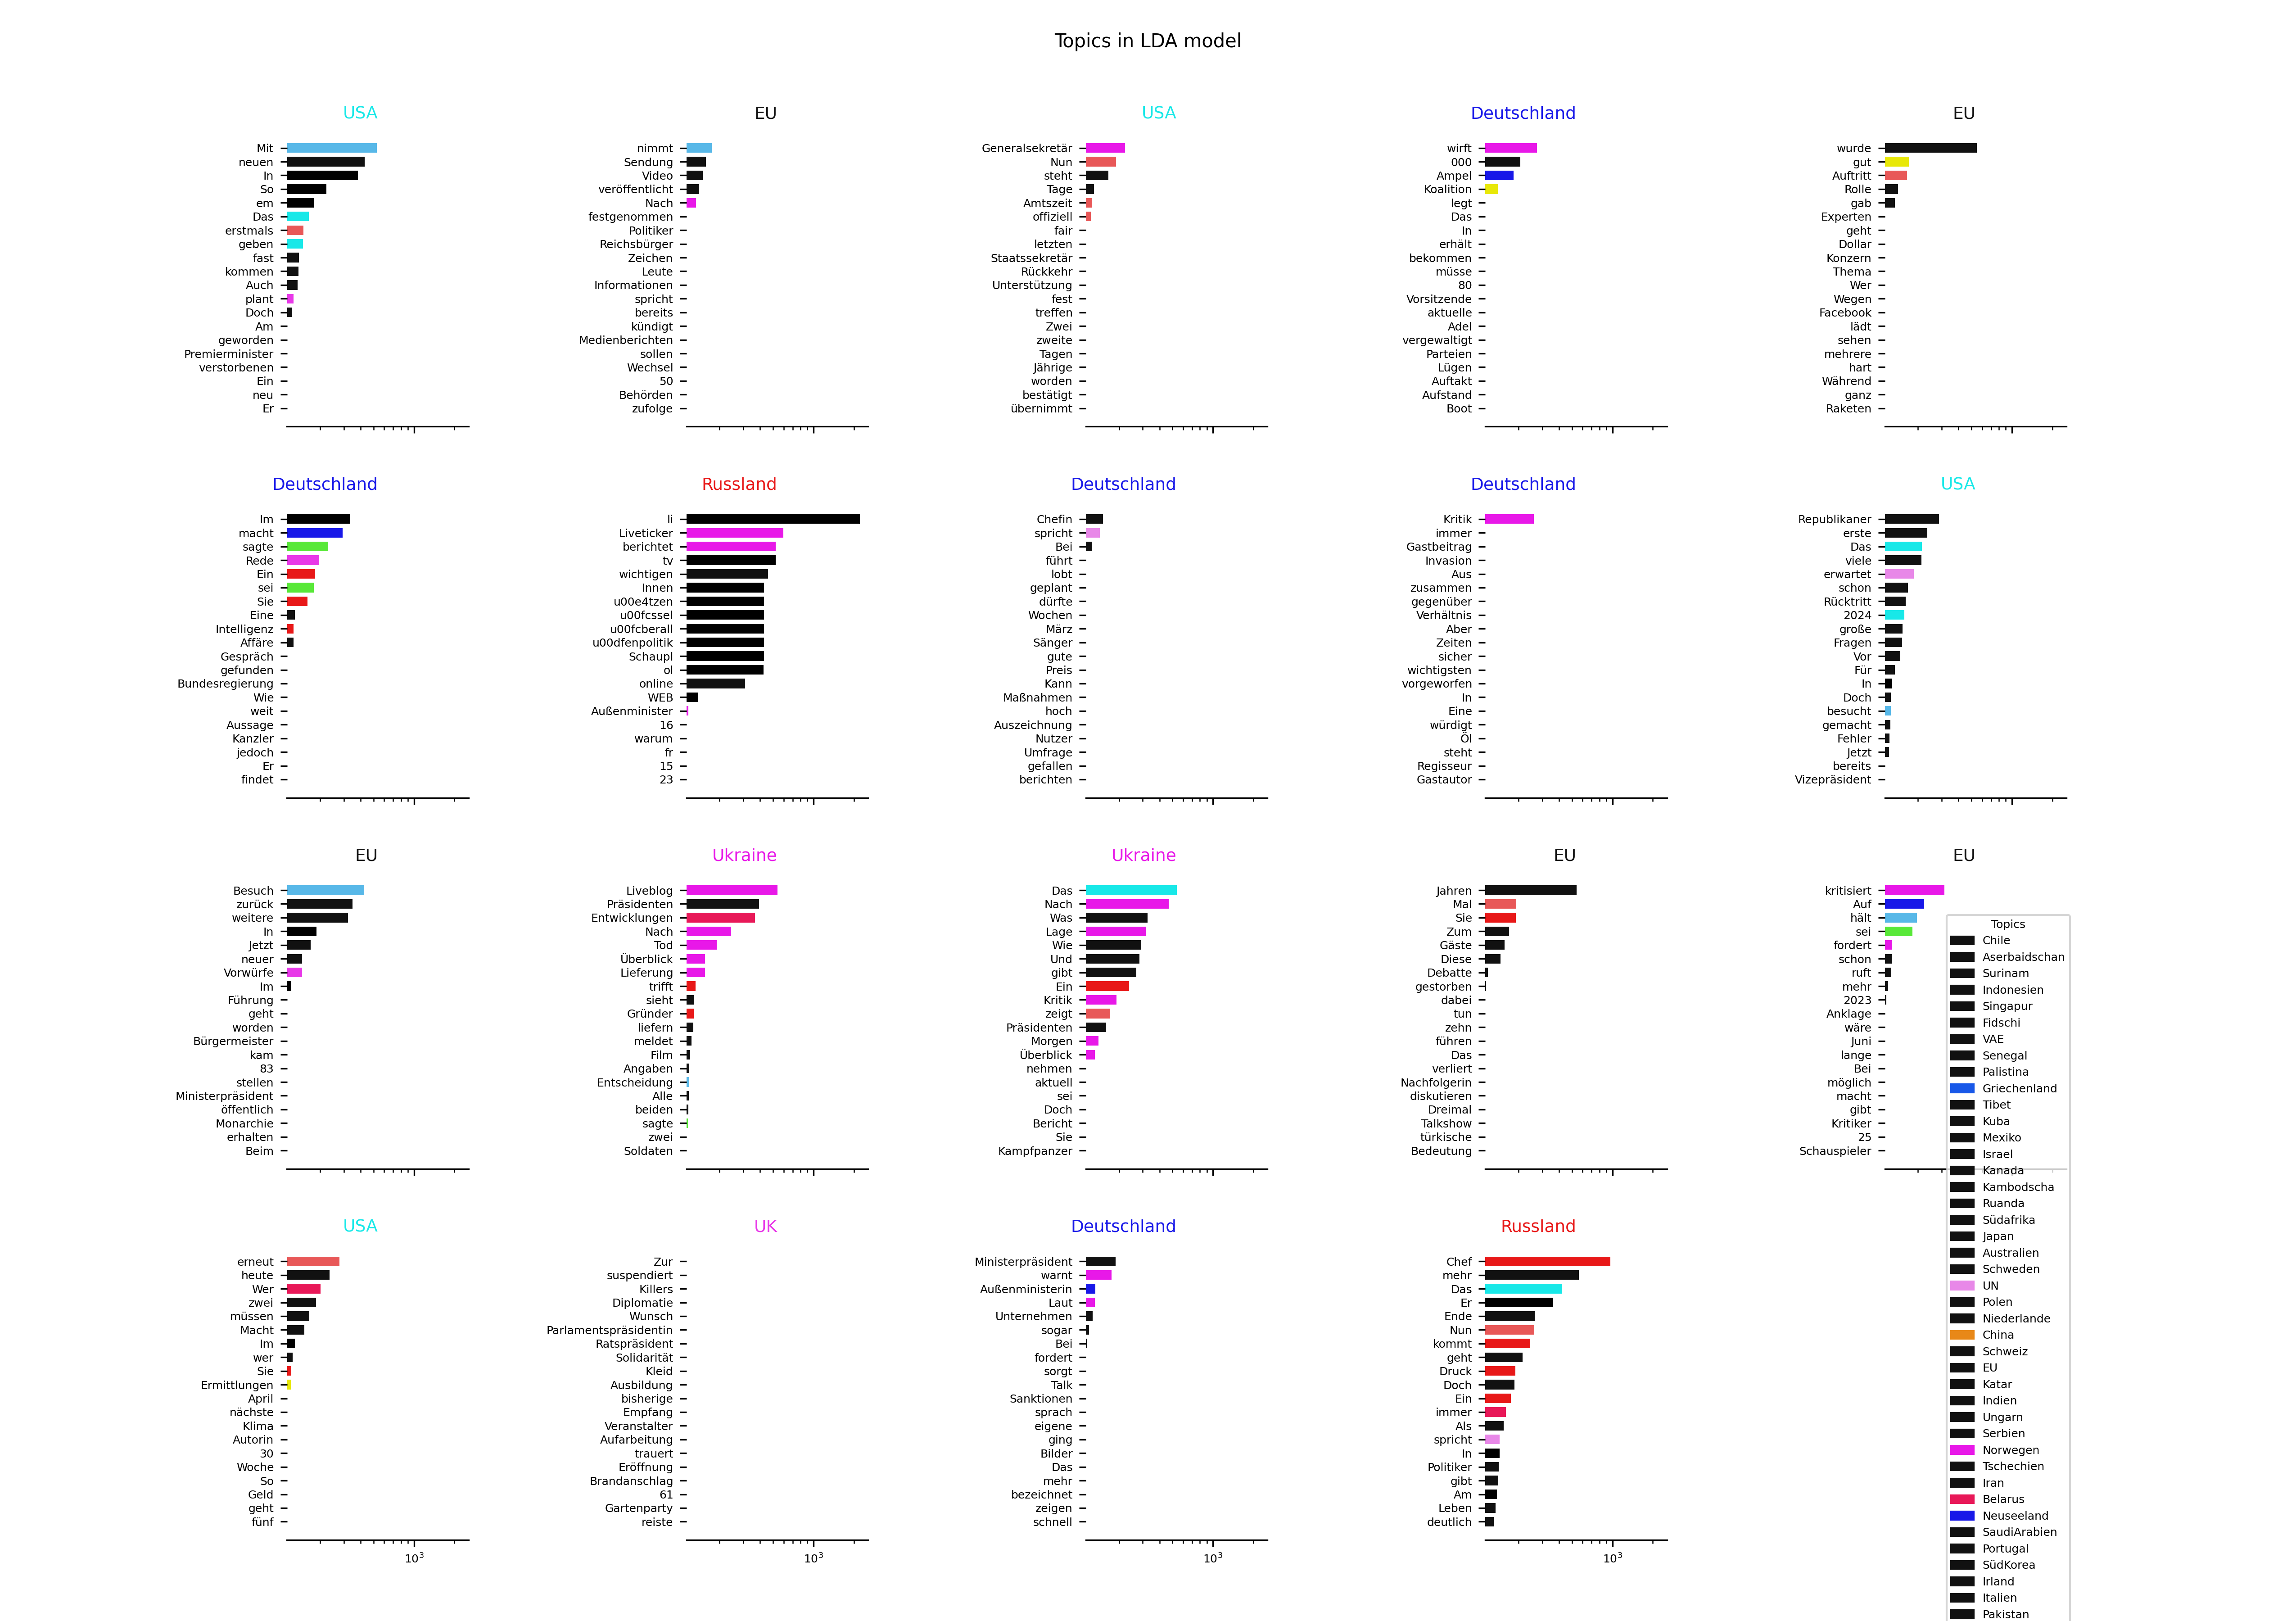 Topics in LDA model
USA
Mit
neuen
In
So
em
Das
erstmals
geben
fast
kommen
Auch
plant
Doch
Am
geworden
Premierminister
verstorbenen
Ein
neu
Er
EU
nimmt
Sendung
Video
veröffentlicht
Nach
festgenommen
Politiker
Reichsbürger
Zeichen
Leute
Informationen
spricht
bereits
kündigt
Medienberichten
sollen
Wechsel
50
Behörden
zufolge
USA
Generalsekretär
Nun
steht
Tage
Amtszeit
offiziell
fair
letzten
Staatssekretär
Rückkehr
Unterstützung
fest
treffen
Zwei
zweite
Tagen
Jährige
worden
bestätigt
übernimmt
Deutschland
wirft
000
Ampel
Koalition
legt
Das
In
erhält
bekommen
müsse
80
Vorsitzende
aktuelle
Adel
vergewaltigt
Parteien
Lügen
Auftakt
Aufstand
Boot
EU
wurde
gut
Auftritt
Rolle
gab
Experten
geht
Dollar
Konzern
Thema
Wer
Wegen
Facebook
lädt
sehen
mehrere
hart
Während
ganz
Raketen
Deutschland
Im
macht
sagte
Rede
Ein
sei
Sie
Eine
Intelligenz
Affäre
Gespräch
gefunden
Bundesregierung
Wie
weit
Aussage
Kanzler
jedoch
Er
findet
Russland
li
Liveticker
berichtet
tv
wichtigen
Innen
u00e4tzen
u00fcssel
u00fcberall
u00dfenpolitik
Schaupl
ol
online
WEB
Außenminister
16
warum
fr
15
23
Deutschland
Chefin
spricht
Bei
führt
lobt
geplant
dürfte
Wochen
März
Sänger
gute
Preis
Kann
Maßnahmen
hoch
Auszeichnung
Nutzer
Umfrage
gefallen
berichten
Deutschland
Kritik
immer
Gastbeitrag
Invasion
Aus
zusammen
gegenüber
Verhältnis
Aber
Zeiten
sicher
wichtigsten
vorgeworfen
In
Eine
würdigt
Öl
steht
Regisseur
Gastautor
USA
Republikaner
erste
Das
viele
erwartet
schon
Rücktritt
2024
große
Fragen
Vor
Für
In
Doch
besucht
gemacht
Fehler
Jetzt
bereits
Vizepräsident
EU
Besuch
zurück
weitere
In
Jetzt
neuer
Vorwürfe
Im
Führung
geht
worden
Bürgermeister
kam
83
stellen
Ministerpräsident
öffentlich
Monarchie
erhalten
Beim
Ukraine
Liveblog
Präsidenten
Entwicklungen
Nach
Tod
Überblick
Lieferung
trifft
sieht
Gründer
liefern
meldet
Film
Angaben
Entscheidung
Alle
beiden
sagte
zwei
Soldaten
Ukraine
Das
Nach
Was
Lage
Wie
Und
gibt
Ein
Kritik
zeigt
Präsidenten
Morgen
Überblick
nehmen
aktuell
sei
Doch
Bericht
Sie
Kampfpanzer
EU
Jahren
Mal
Sie
Zum
Gäste
Diese
Debatte
gestorben
dabei
tun
zehn
führen
Das
verliert
Nachfolgerin
diskutieren
Dreimal
Talkshow
türkische
Bedeutung
EU
kritisiert
Auf
hält
sei
fordert
schon
ruft
mehr
2023
Anklage
wäre
Juni
lange
Bei
möglich
macht
gibt
Kritiker
25
Schauspieler
USA
erneut
heute
Wer
zwei
müssen
Macht
Im
wer
Sie
Ermittlungen
April
nächste
Klima
Autorin
30
Woche
So
Geld
geht
fünf
10³
UK
Zur
suspendiert
Killers
Diplomatie
Wunsch
Parlamentspräsidentin
Ratspräsident
Solidarität
Kleid
Ausbildung
bisherige
Empfang
Veranstalter
Aufarbeitung
trauert
Eröffnung
Brandanschlag
61
Gartenparty
reiste
10³
Deutschland
Ministerpräsident
warnt
Außenministerin
Laut
Unternehmen
sogar
Bei
fordert
sorgt
Talk
Sanktionen
sprach
eigene
ging
Bilder
Das
mehr
bezeichnet
zeigen
schnell
10³
Russland
Chef
mehr
Das
Er
Ende
Nun
kommt
geht
Druck
Doch
Ein
immer
Als
spricht
In
Politiker
gibt
Am
Leben
deutlich
10³
Topics
Chile
Aserbaidschan
Surinam
Indonesien
Singapur
Fidschi
VAE
Senegal
Palistina
Griechenland
Tibet
Kuba
Mexiko
Israel
Kanada
Kambodscha
Ruanda
Südafrika
Japan
Australien
Schweden
UN
Polen
Niederlande
China
Schweiz
EU
Katar
Indien
Ungarn
Serbien
Norwegen
Tschechien
Iran
Belarus
Neuseeland
SaudiArabien
Portugal
SüdKorea
Irland
Italien
Pakistan